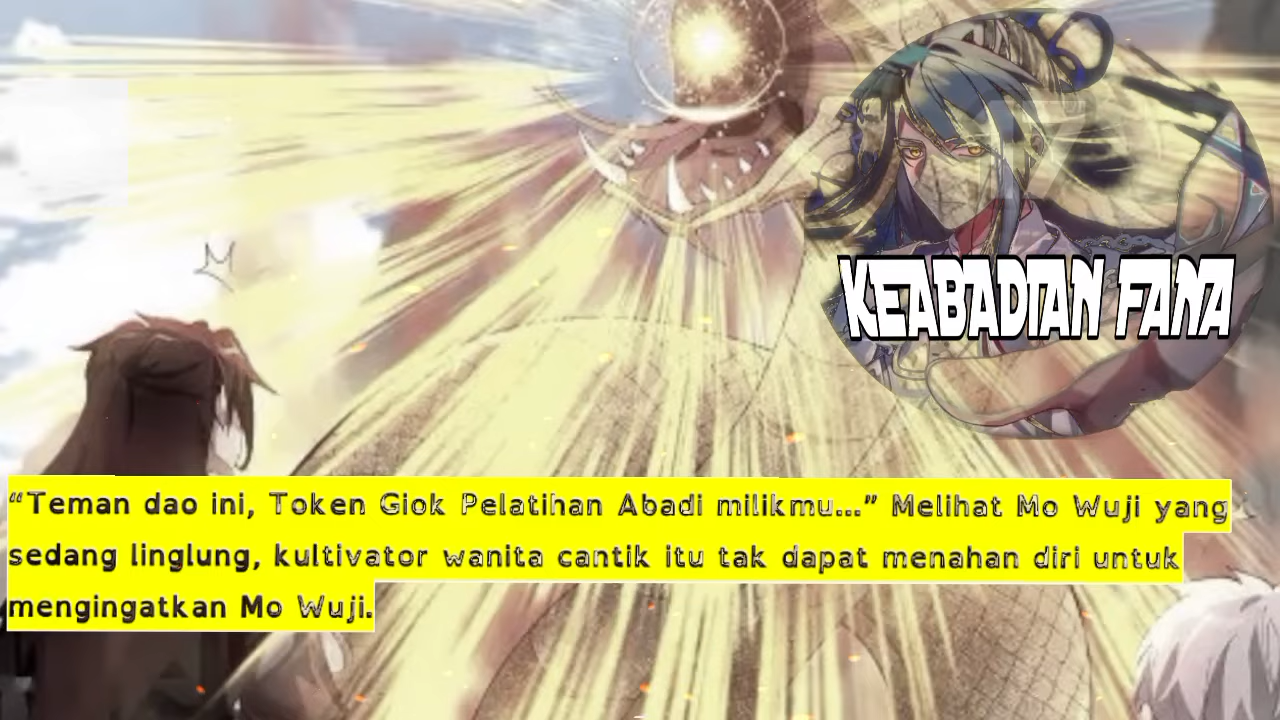 KEABADIAN FANA
“Teman dao ini, Token Giok Pelatihan Abadi milikmu...” Melihat Mo Wuji yang
sedang linglung, kultivator wanita cantik itu tak dapat menahan diri untuk
mengingatkan Mo Wuji.